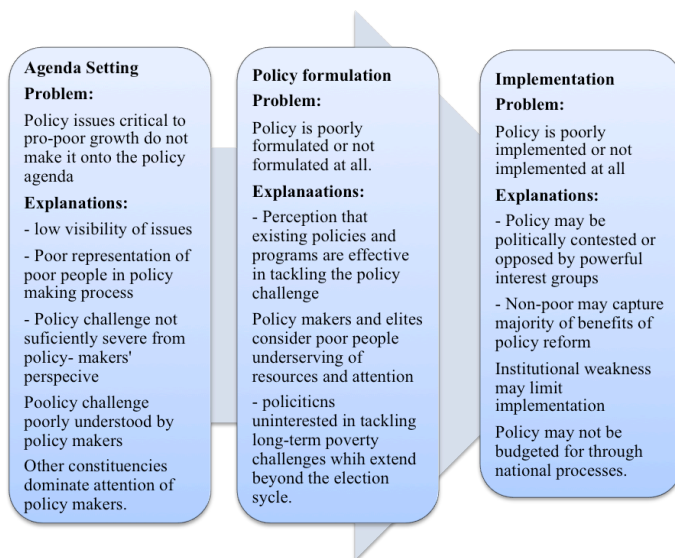 Agenda Setting
Problem:
Policy issues critical to
pro-poor growth do not
make it onto the policy
agenda
Explanations:
- low visibility of issues
- Poor representation of
poor people in policy
making process
- Policy challenge not
suficiently severe from
policy- makers'
perspecive
Poolicy challenge
poorly understood by
policy makers
Other constituencies
dominate attention of
policy makers.
Policy formulation
Problem:
Policy is poorly
formulated or not
formulated at all.
Explanaations:
- Perception that
existing policies and
programs are effective
in tackling the policy
challenge
Policy makers and elites
consider poor people
underserving of
resources and attention
- policiticns
uninterested in tackling
long-term poverty
challenges whih extend
beyond the election
sycle.
Implementation
Problem:
Policy is poorly
implemented or not
implemented at all
Explanations:
- Policy may be
politically contested or
opposed by powerful
interest groups
- Non-poor may capture
majority of benefits of
policy reform
Institutional weakness
may limit
implementation
Policy may not be
budgeted for through
national processes.